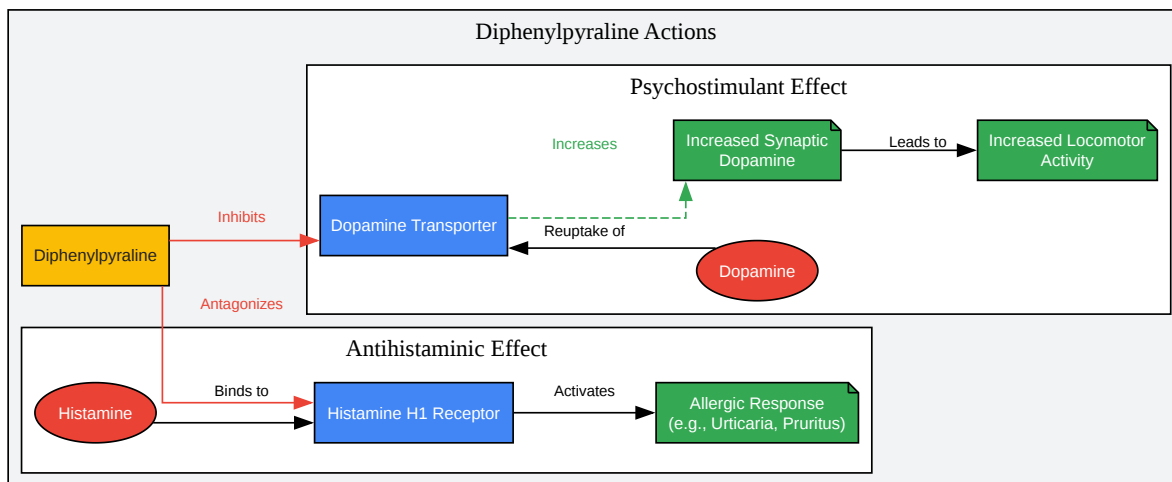 Diphenylpyraline Actions
Psychostimulant Effect
Increases
Increased Synaptic
Dopamine
Leads to
Increased Locomotor
Activity
Inhibits
Dopamine Transporter
Reuptake of
Diphenylpyraline
Dopamine
Antagonizes
Antihistaminic Effect
Histamine
Binds to
Histamine H1 Receptor
Activates
Allergic Response
(e.g., Urticaria, Pruritus)